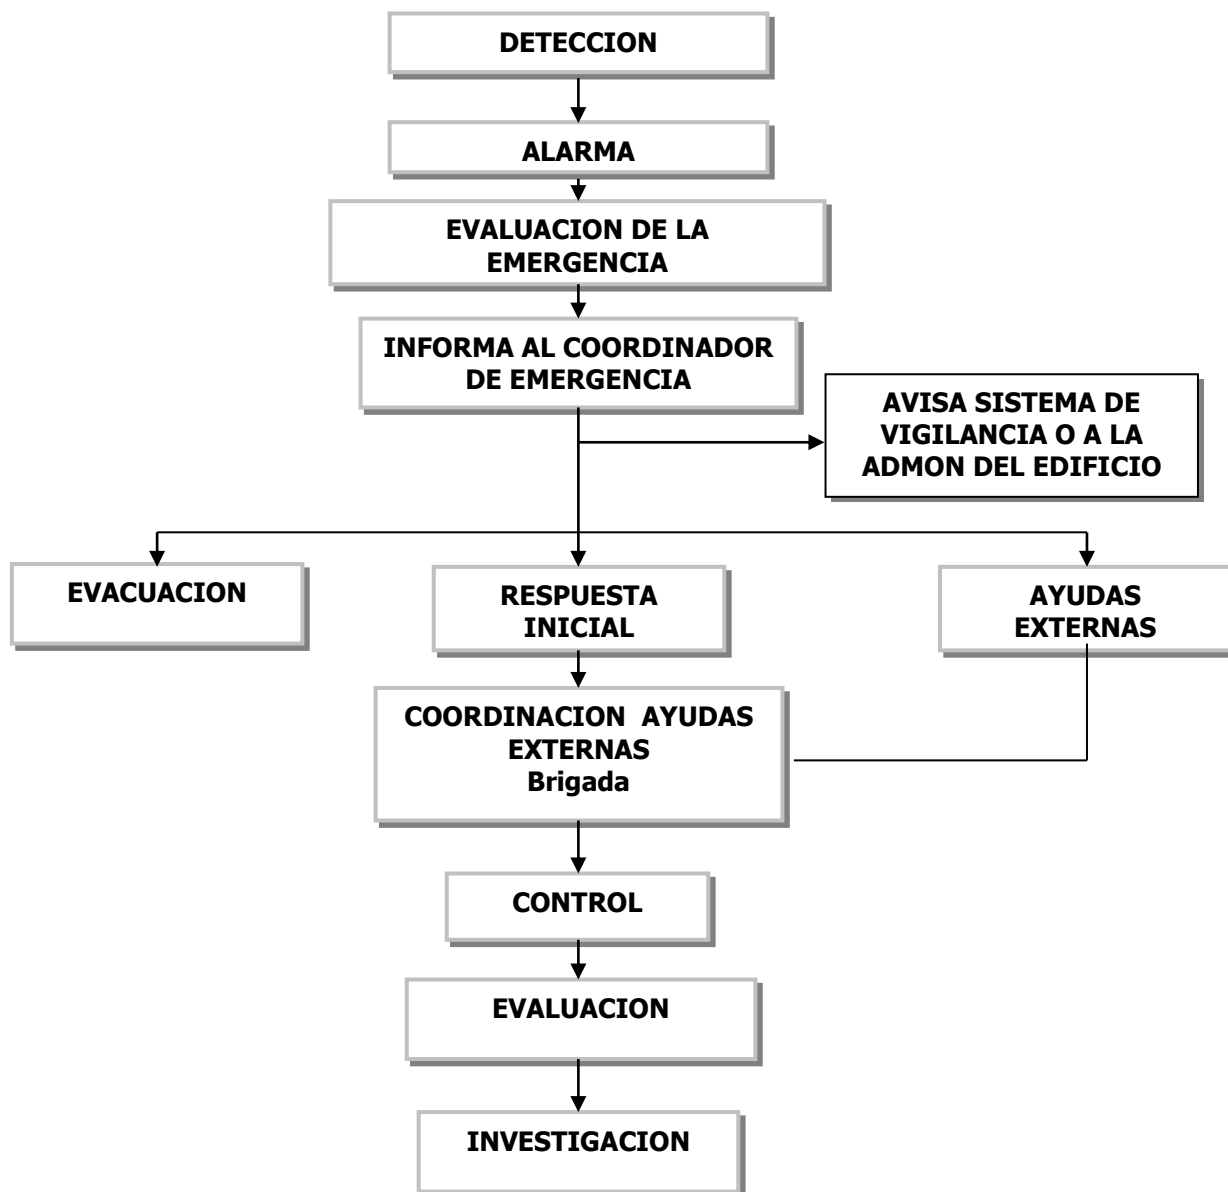 DETECCION
ALARMA
EVALUACION DE LA
EMERGENCIA
INFORMA AL COORDINADOR
DE EMERGENCIA
AVISA SISTEMA DE
VIGILANCIA O A LA
ADMON DEL EDIFICIO
EVACUACION
RESPUESTA
INICIAL
AYUDAS
EXTERNAS
COORDINACION AYUDAS
EXTERNAS
Brigada
CONTROL
EVALUACION
INVESTIGACION